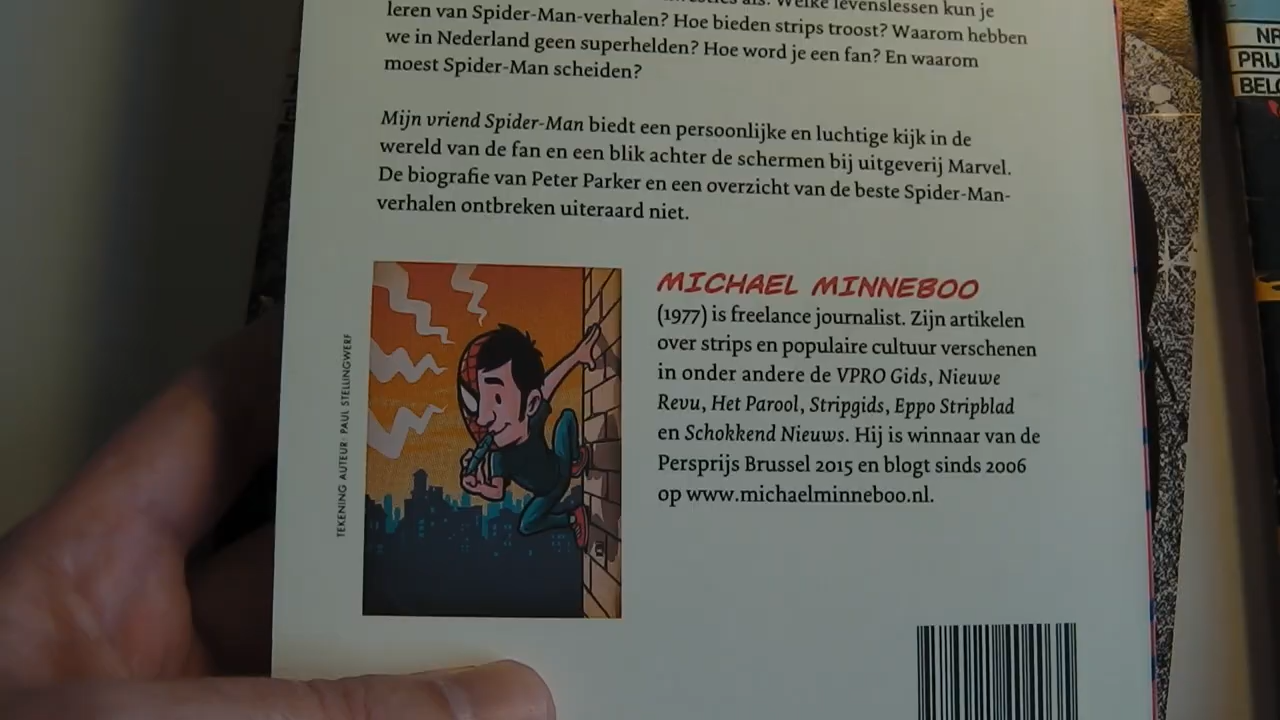 als. Welke levenslessen kun je
leren van Spider-Man-verhalen? Hoe bieden strips troost? Waarom hebben
we in Nederland geen superhelden? Hoe word je een fan? En waarom
moest Spider-Man scheiden?
Mijn vriend Spider-Man biedt een persoonlijke en luchtige kijk in de
wereld van de fan en een blik achter de schermen bij uitgeverij Marvel.
De biografie van Peter Parker en een overzicht van de beste Spider-Man-
verhalen ontbreken uiteraard niet.
TEKENING AUTEUR: PAUL STELLINGWERF
MICHAEL MINNEBOO
(1977) is freelance journalist. Zijn artikelen
over strips en populaire cultuur verschenen
in onder andere de VPRO Gids, Nieuwe
Revu, Het Parool, Stripgids, Eppo Stripblad
en Schokkend Nieuws. Hij is winnaar van de
Persprijs Brussel 2015 en blogt sinds 2006
op www.michaelminneboo.nl.
NR
PRIJ
BELG